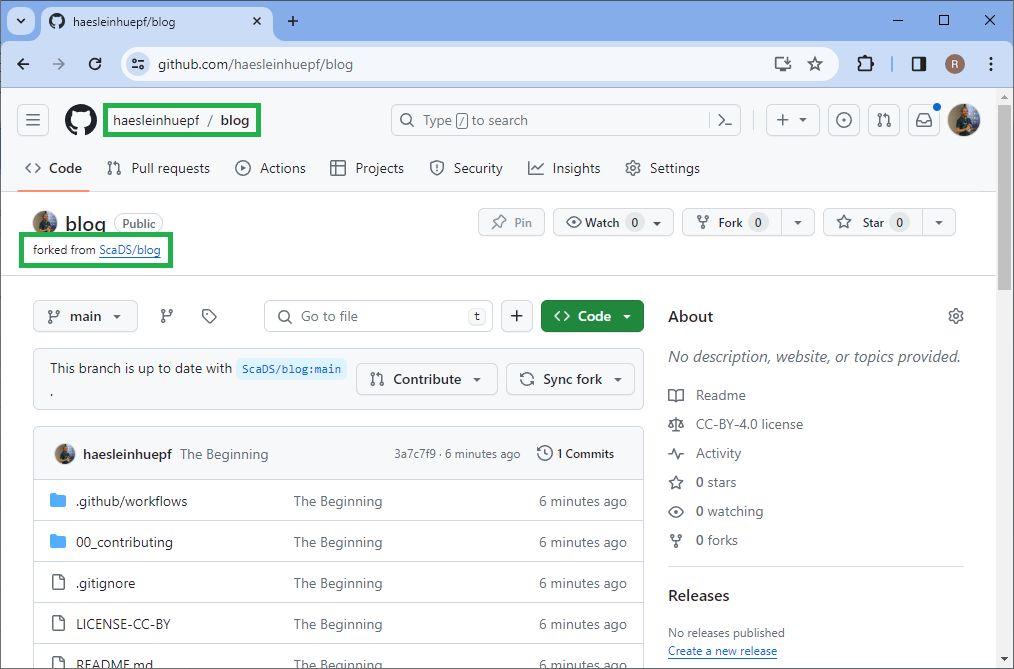 haesleinhuepf/blog
github.com/haesleinhuepf/blog
R
haesleinhuepf / blog
Type / to search
Code Pull requests Actions Projects Security Insights Settings
blog Public
Pin Watch 0 Fork 0 Star 0
forked from ScaDS/blog
main
Go to file t
Code
About
No description, website, or topics provided.
This branch is up to date with ScaDS/blog:main
.
Contribute Sync fork
Readme
CC-BY-4.0 license
Activity
0 stars
0 watching
0 forks
haesleinhuepf The Beginning 3a7c7f9 · 6 minutes ago 1 Commits
.github/workflows The Beginning 6 minutes ago
00_contributing The Beginning 6 minutes ago
.gitignore The Beginning 6 minutes ago
LICENSE-CC-BY The Beginning 6 minutes ago
README.md The Beginning 6 minutes ago
Releases
No releases published
Create a new release